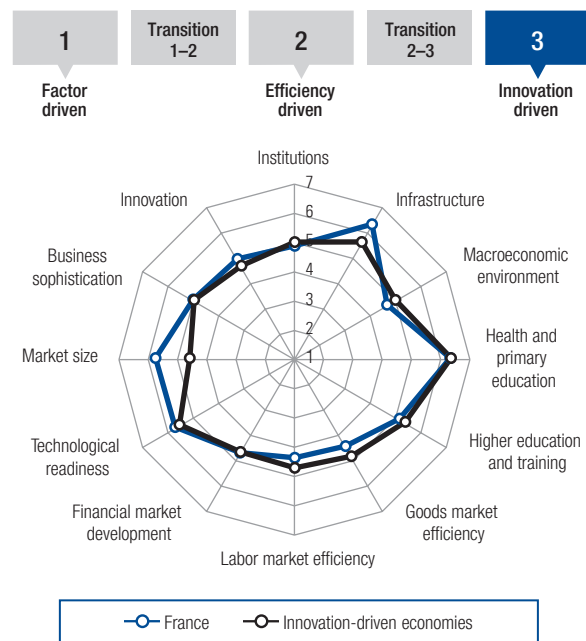 1
Transition
1–2
2
Transition
2–3
3
Factor
driven
Efficiency
driven
Innovation
driven
Institutions
Infrastructure
Macroeconomic
environment
Health and
primary
education
Higher education
and training
Goods market
efficiency
Labor market efficiency
Financial market
development
Technological
readiness
Market size
Business
sophistication
Innovation
7
6
5
4
3
2
1
France
Innovation-driven economies